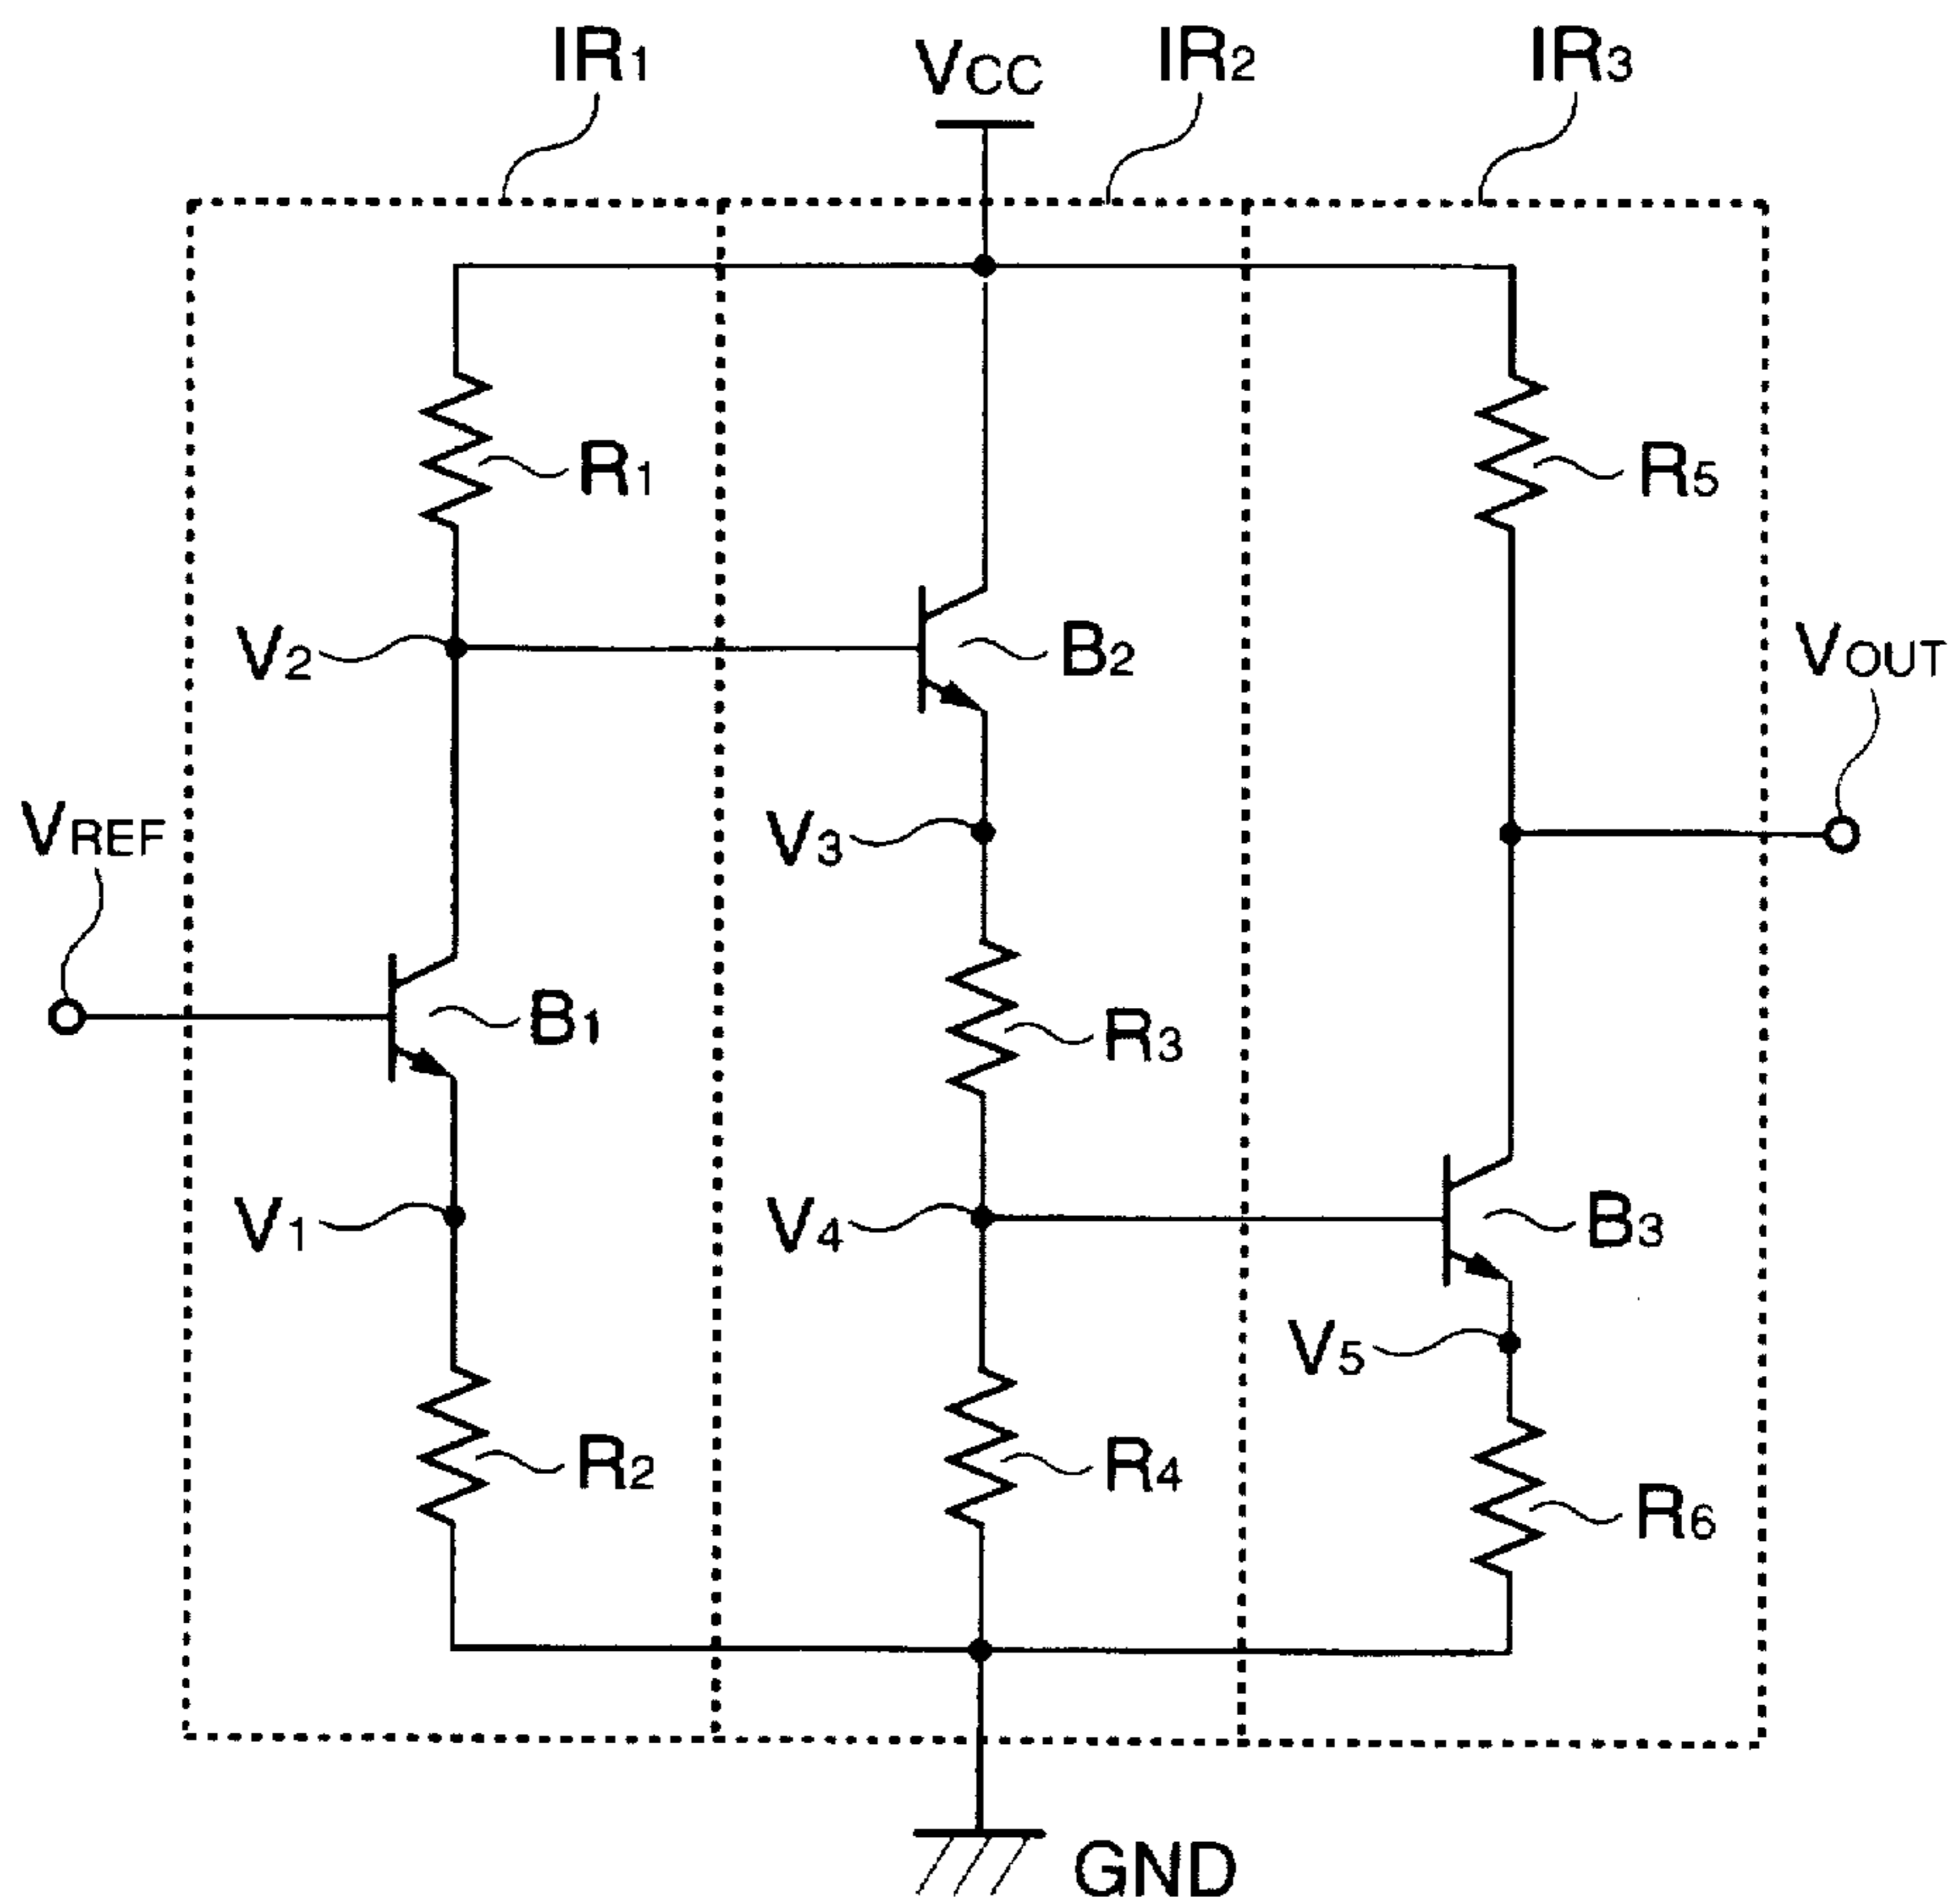 IR1
VCC
IR2
IR3
R1
R5
V2
B2
VOUT
VREF
V3
B1
R3
V1
V4
B3
V5
R2
R4
R6
GND